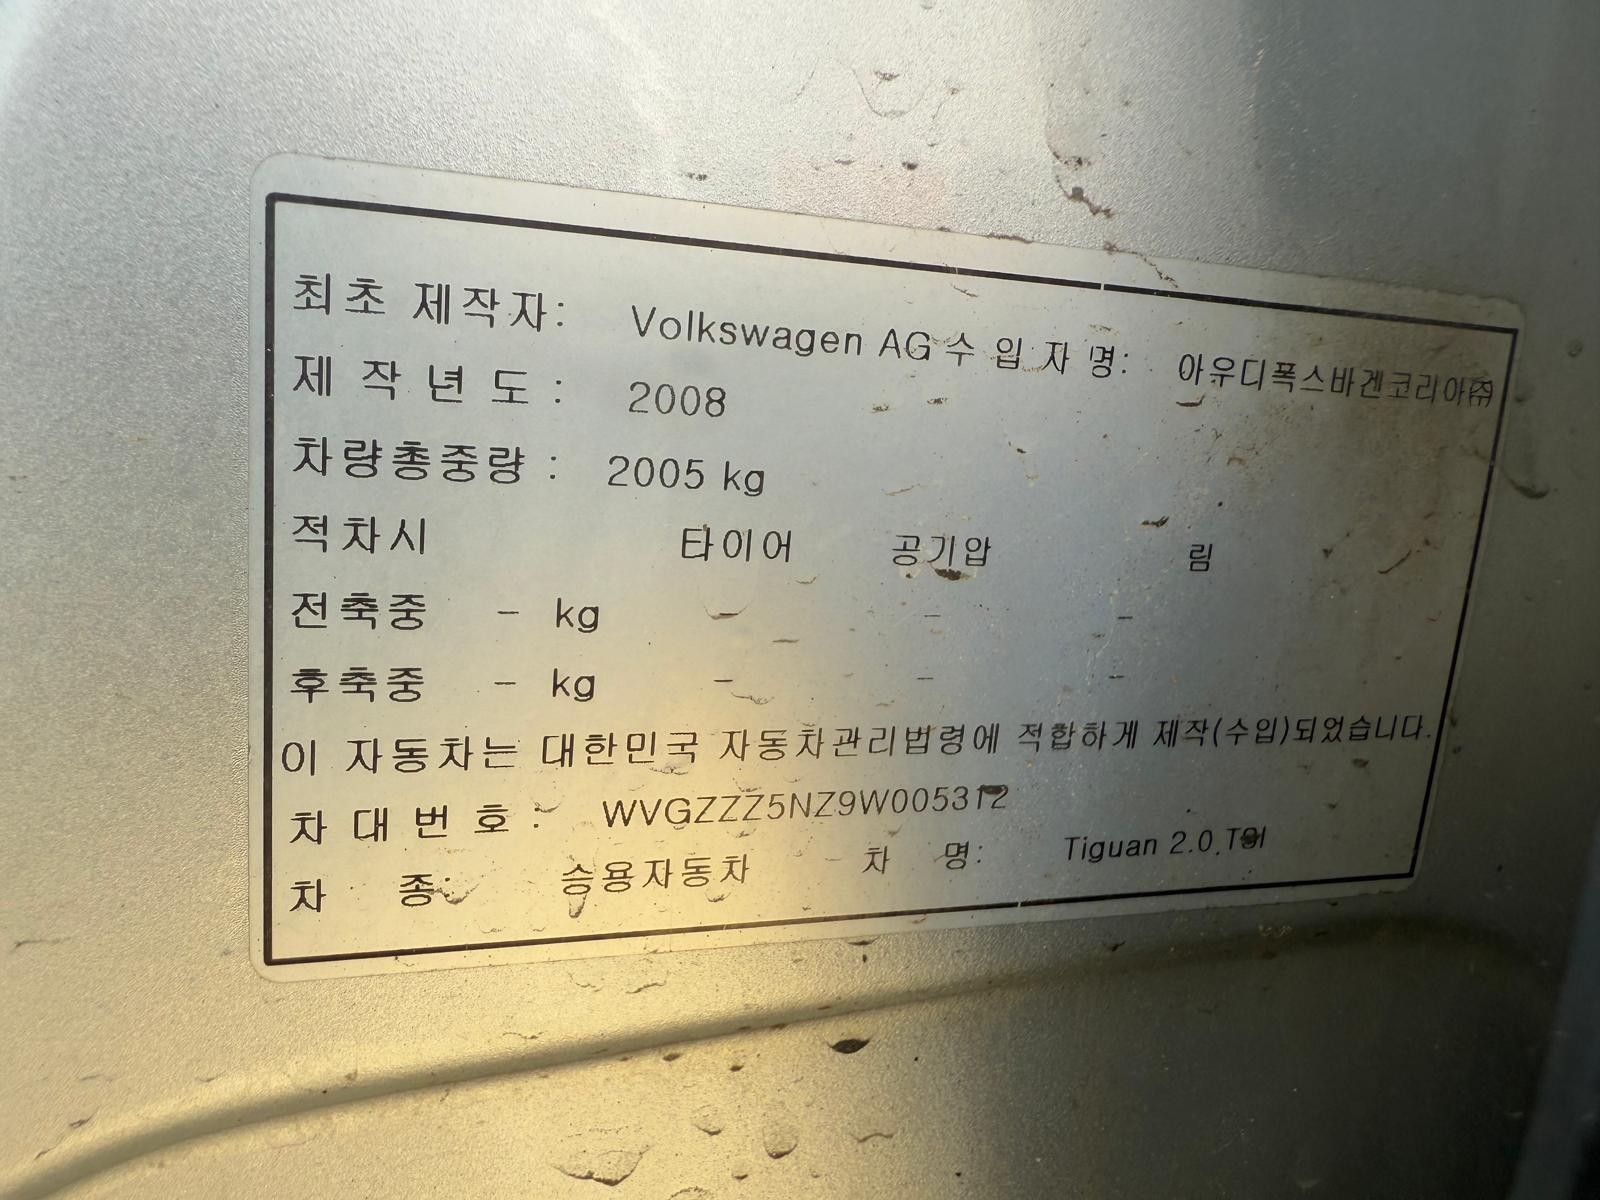 최초 제작자: Volkswagen AG 수 입 자 명: 아우디폭스바겐코리아㈜
제 작 년 도 : 2008
차량총중량 : 2005 kg
적차시 타이어 공기압 림
전축중 - kg - - -
후축중 - kg - - -
이 자동차는 대한민국 자동차관리법령에 적합하게 제작(수입)되었습니다.
차 대 번 호 : WVGZZZ5NZ9W005312
차 종: 승용자동차 차 명: Tiguan 2.0 TDI